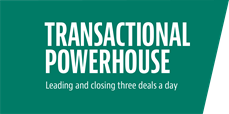 TRANSACTIONAL
POWERHOUSE
Leading and closing three deals a day